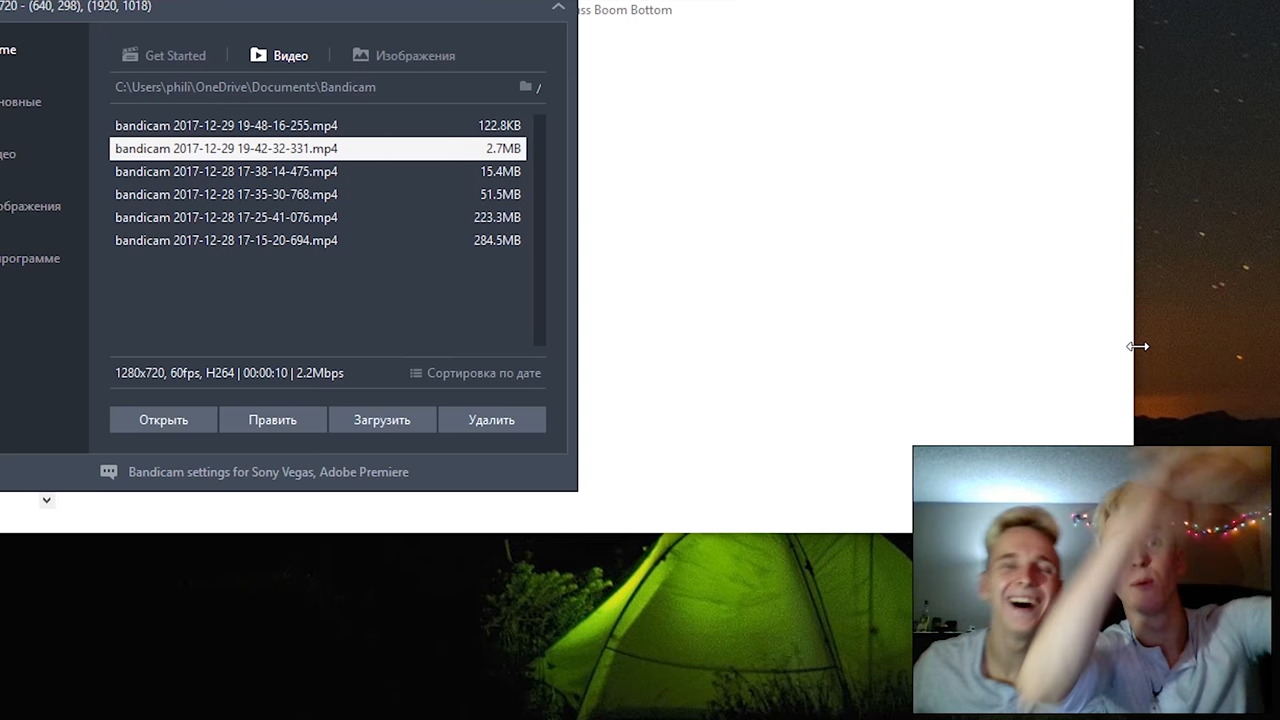 720 - (640, 298), (1920, 1018)
ss Boom Bottom
me
Get Started
Видео
Изображения
C:\Users\phili\OneDrive\Documents\Bandicam
/
новные
део
ображения
программе
bandicam 2017-12-29 19-48-16-255.mp4 122.8KB
bandicam 2017-12-29 19-42-32-331.mp4 2.7MB
bandicam 2017-12-28 17-38-14-475.mp4 15.4MB
bandicam 2017-12-28 17-35-30-768.mp4 51.5MB
bandicam 2017-12-28 17-25-41-076.mp4 223.3MB
bandicam 2017-12-28 17-15-20-694.mp4 284.5MB
1280x720, 60fps, H264 | 00:00:10 | 2.2Mbps
Сортировка по дате
Открыть
Править
Загрузить
Удалить
Bandicam settings for Sony Vegas, Adobe Premiere